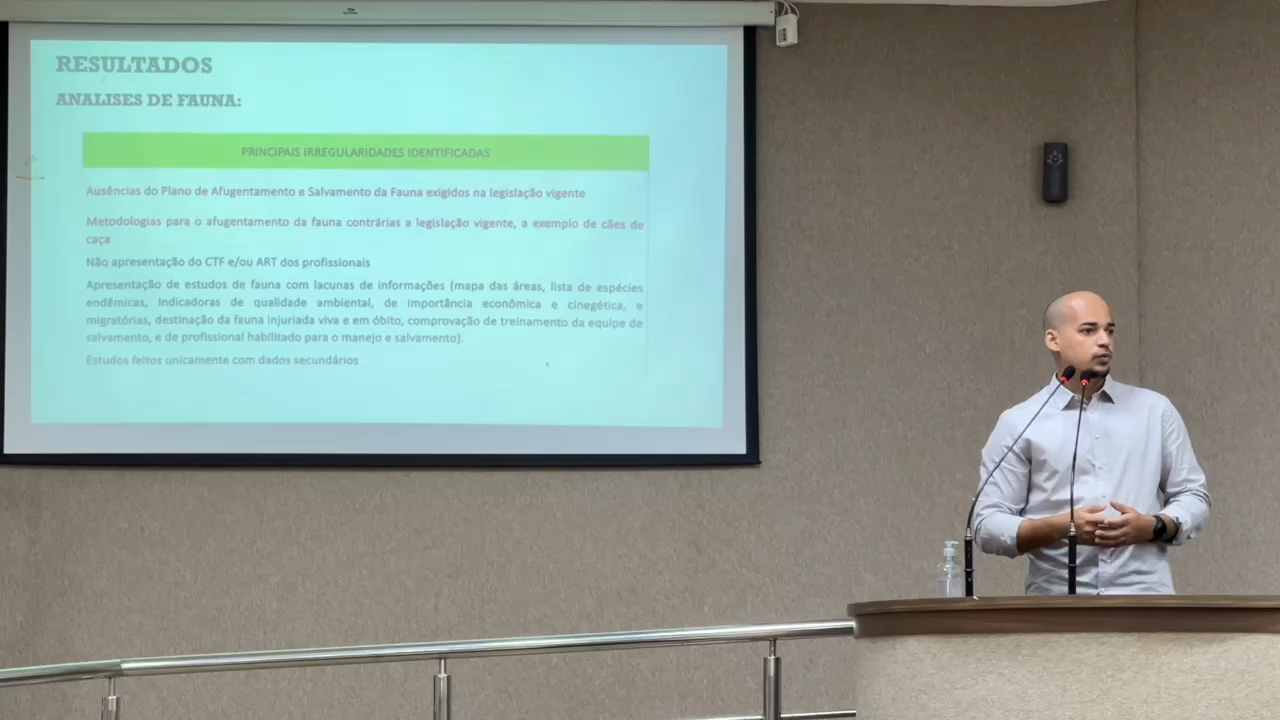 RESULTADOS
ANALISES DE FAUNA:
PRINCIPAIS IRREGULARIDADES IDENTIFICADAS
Ausências do Plano de Afugentamento e Salvamento da Fauna exigidos na legislação vigente
Metodologias para o afugentamento da fauna contrárias a legislação vigente, a exemplo de cães de
caça
Não apresentação do CTF e/ou ART dos profissionais
Apresentação de estudos de fauna com lacunas de informações (mapa das áreas, lista de espécies
endêmicas, indicadoras de qualidade ambiental, de importância econômica e cinegética, e
migratórias, destinação da fauna injuriada viva e em óbito, comprovação de treinamento da equipe de
salvamento, e de profissional habilitado para o manejo e salvamento).
Estudos feitos unicamente com dados secundários